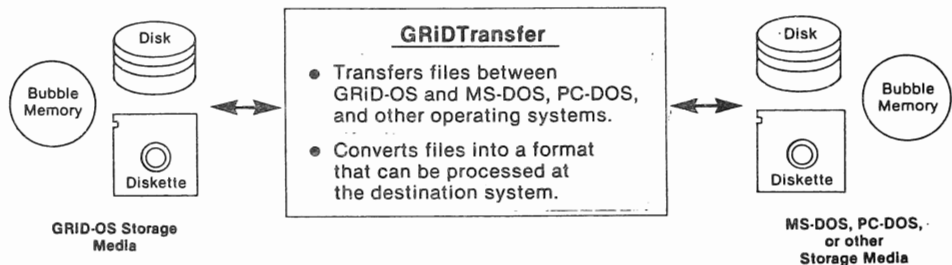 Disk
Bubble
Memory
Diskette
GRID-OS Storage
Media
GRiDTransfer
● Transfers files between
GRiD-OS and MS-DOS, PC-DOS,
and other operating systems.
● Converts files into a format
that can be processed at
the destination system.
Disk
Bubble
Memory
Diskette
MS-DOS, PC-DOS,
or other
Storage Media